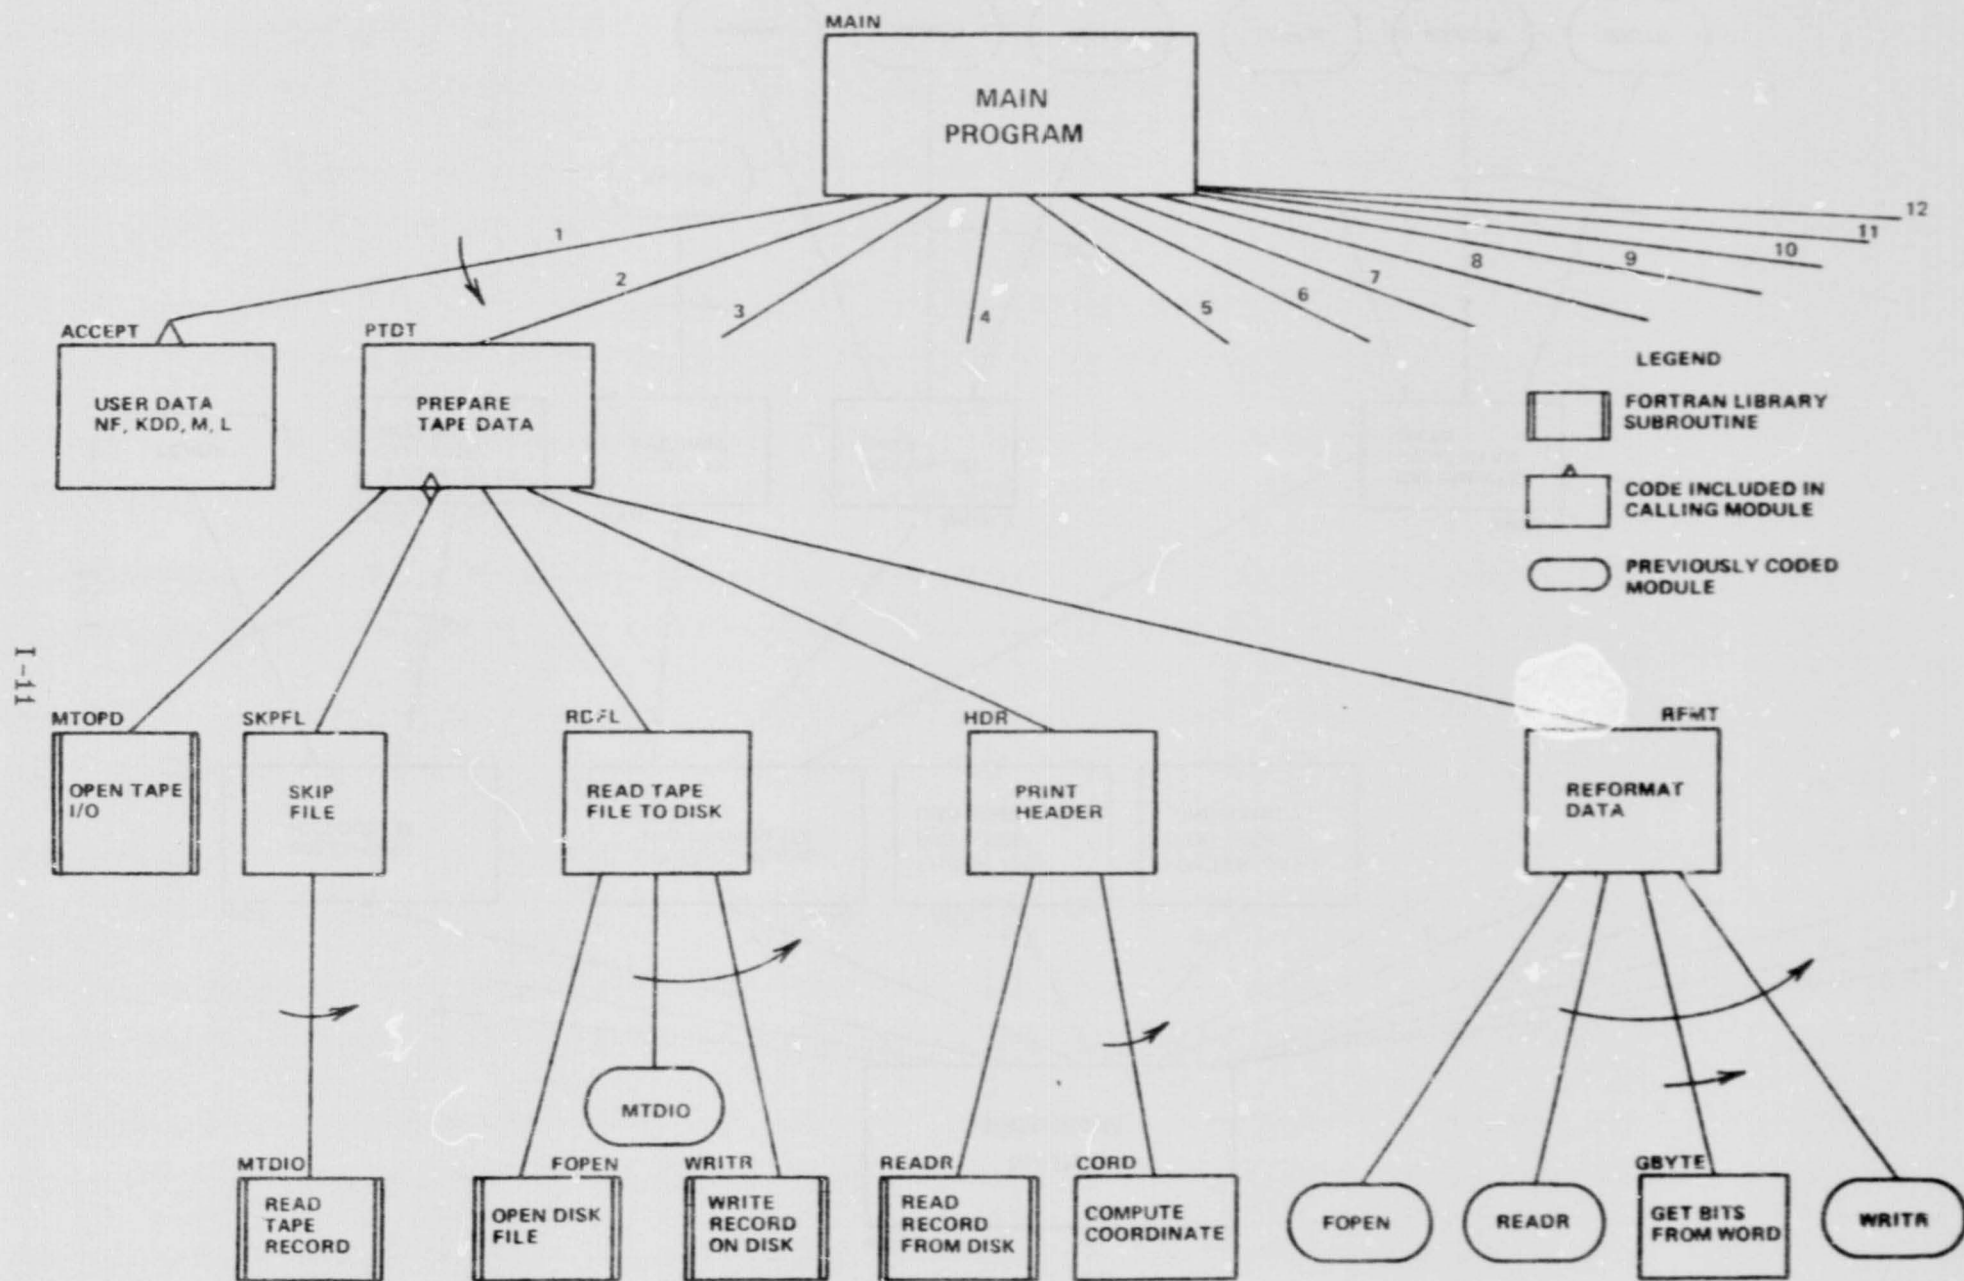 MAIN
MAIN
PROGRAM
1
2
3
4
5
6
7
8
9
10
11
12
ACCEPT
USER DATA
NF, KDD, M, L
PTDT
PREPARE
TAPE DATA
LEGEND
FORTRAN LIBRARY
SUBROUTINE
CODE INCLUDED IN
CALLING MODULE
PREVIOUSLY CODED
MODULE
I-11
MTOPD
OPEN TAPE
I/O
SKPFL
SKIP
FILE
RDFL
READ TAPE
FILE TO DISK
HDR
PRINT
HEADER
RFMT
REFORMAT
DATA
MTDIO
READ
TAPE
RECORD
FOPEN
OPEN DISK
FILE
MTDIO
WRITR
WRITE
RECORD
ON DISK
READR
READ
RECORD
FROM DISK
CORD
COMPUTE
COORDINATE
FOPEN
READR
GBYTE
GET BITS
FROM WORD
WRITR